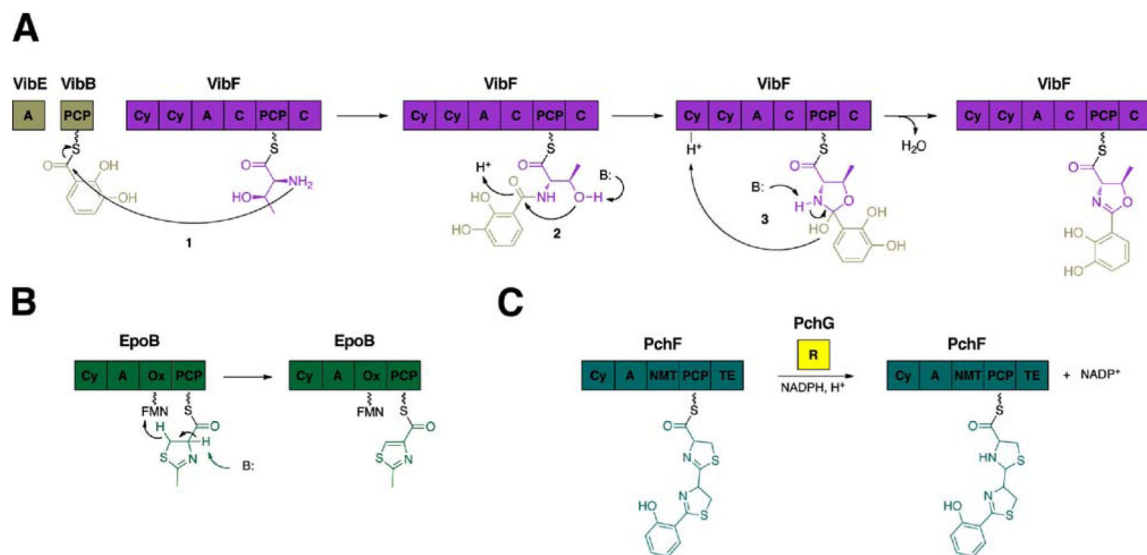 A
VibE VibB VibF VibF VibF VibF
A PCP Cy Cy A C PCP C Cy Cy A C PCP C Cy Cy A C PCP C Cy Cy A C PCP C
H₂O
S S S S S
H⁺
O OH O O O O
B: B:
OH NH₂ H⁺ O NH O H H N O N O
HO HO 3 HO OH
1 HO 2 OH HO
HO
B C
EpoB EpoB PchF PchG PchF
R
Cy A Ox PCP Cy A Ox PCP Cy A NMT PCP TE NADPH, H⁺ Cy A NMT PCP TE + NADP⁺
FMN S FMN S S S
H O O O O
H
S N B: S N N S HN S
HO N S HO N S